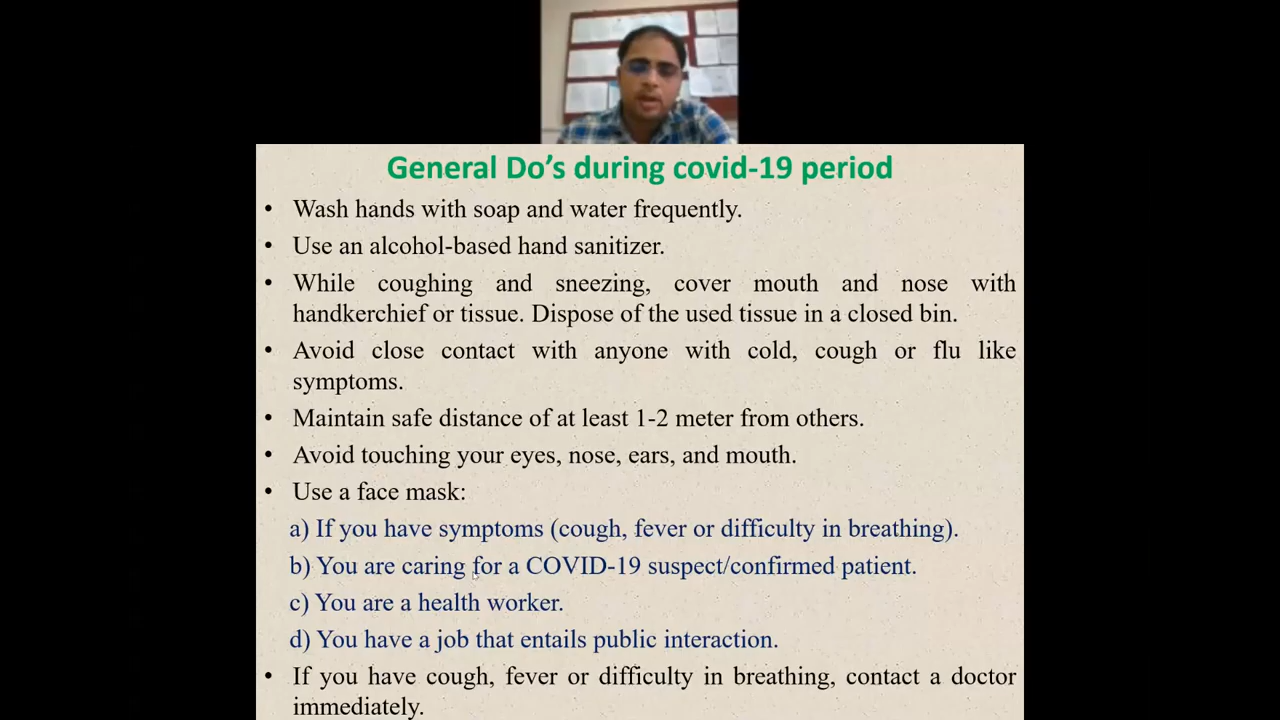 General Do’s during covid-19 period
• Wash hands with soap and water frequently.
• Use an alcohol-based hand sanitizer.
• While coughing and sneezing, cover mouth and nose with
handkerchief or tissue. Dispose of the used tissue in a closed bin.
• Avoid close contact with anyone with cold, cough or flu like
symptoms.
• Maintain safe distance of at least 1-2 meter from others.
• Avoid touching your eyes, nose, ears, and mouth.
• Use a face mask:
a) If you have symptoms (cough, fever or difficulty in breathing).
b) You are caring for a COVID-19 suspect/confirmed patient.
c) You are a health worker.
d) You have a job that entails public interaction.
• If you have cough, fever or difficulty in breathing, contact a doctor
immediately.